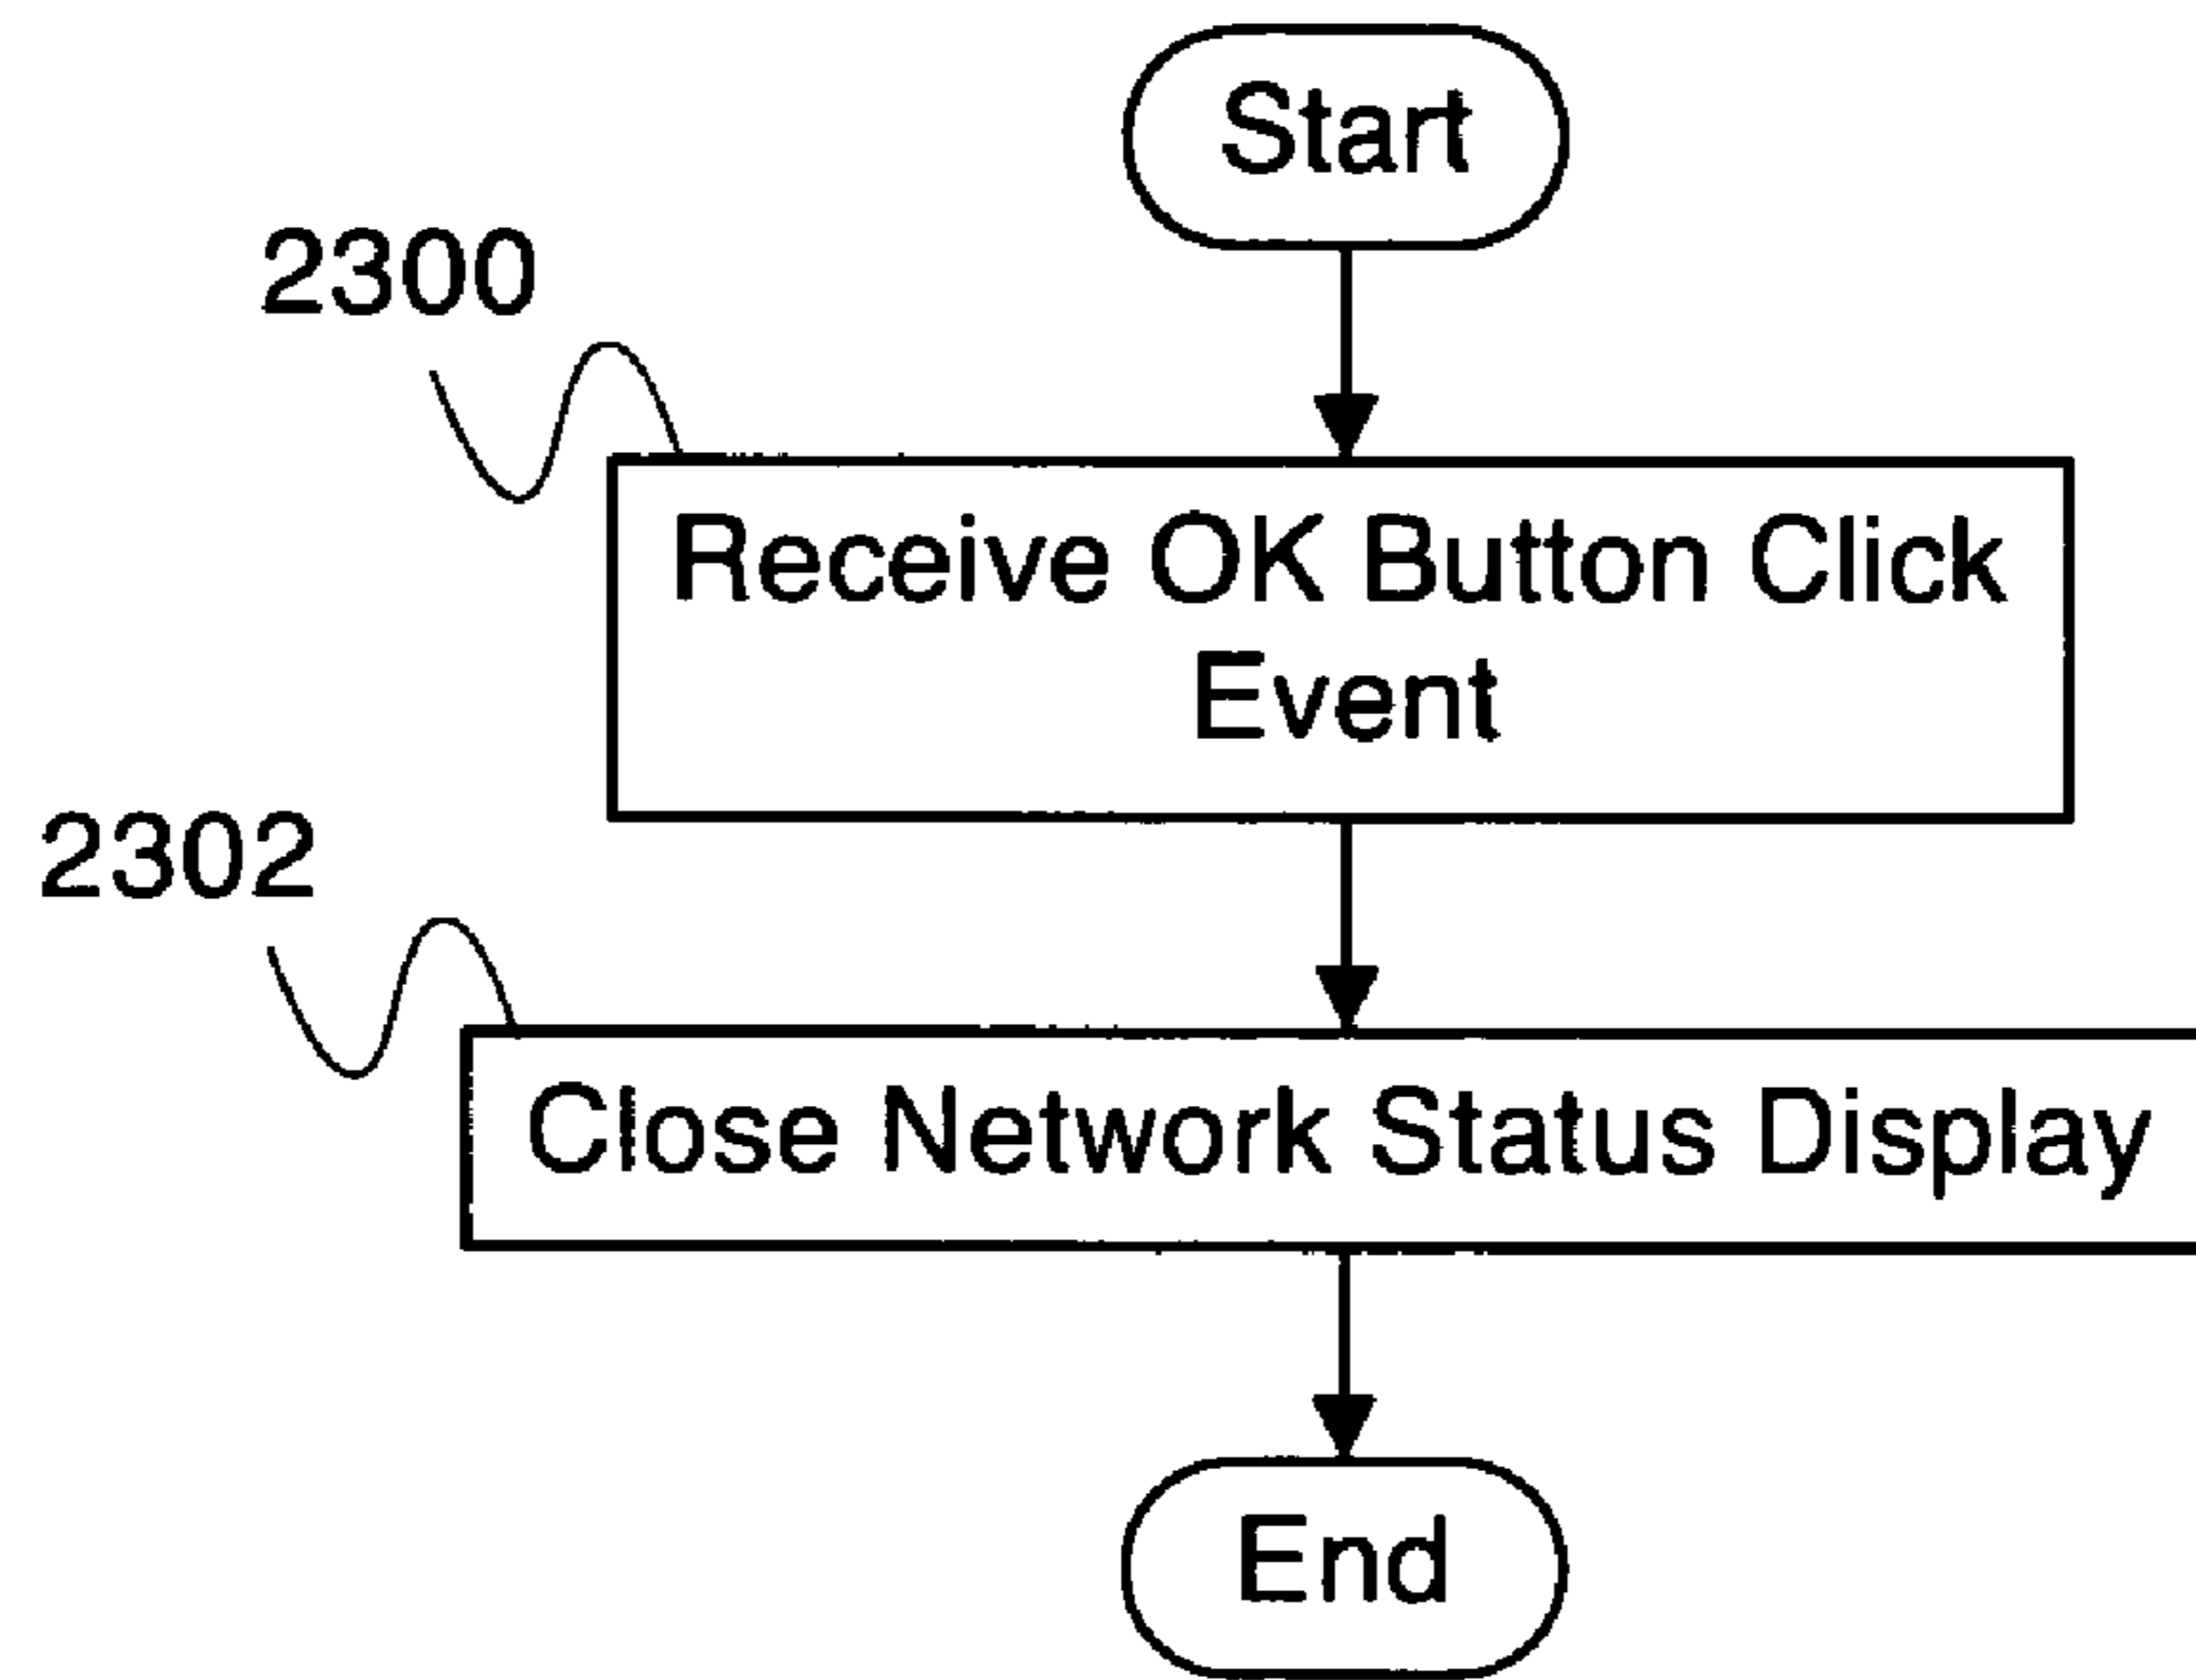 Start
2300
Receive OK Button Click
Event
2302
Close Network Status Display
End